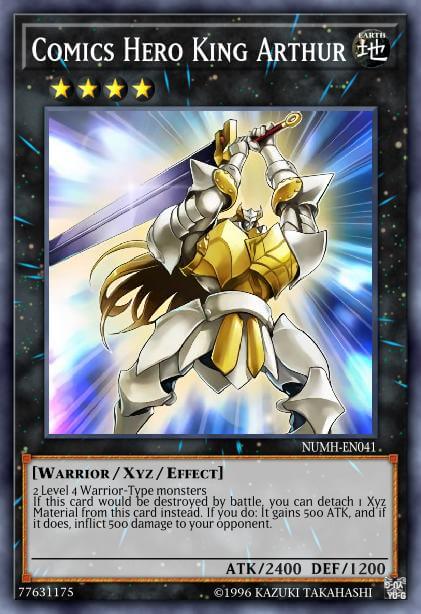 Comics Hero King Arthur
EARTH
地
NUMH-EN041
[Warrior / Xyz / Effect]
2 Level 4 Warrior-Type monsters
If this card would be destroyed by battle, you can detach 1 Xyz
Material from this card instead. If you do: It gains 500 ATK, and if
it does, inflict 500 damage to your opponent.
ATK/2400 DEF/1200
77631175
©1996 KAZUKI TAKAHASHI